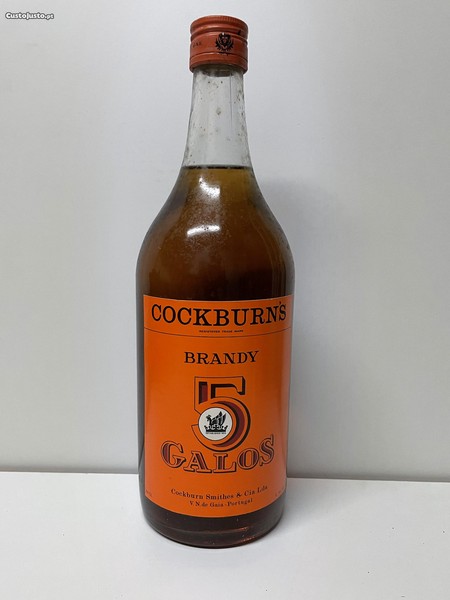 CustoJusto.pt
COCKBURN'S
REGISTERED TRADE MARK
BRANDY
5
GALOS
Cockburn Smithes & Cia Lda.
V. N. de Gaia - Portugal